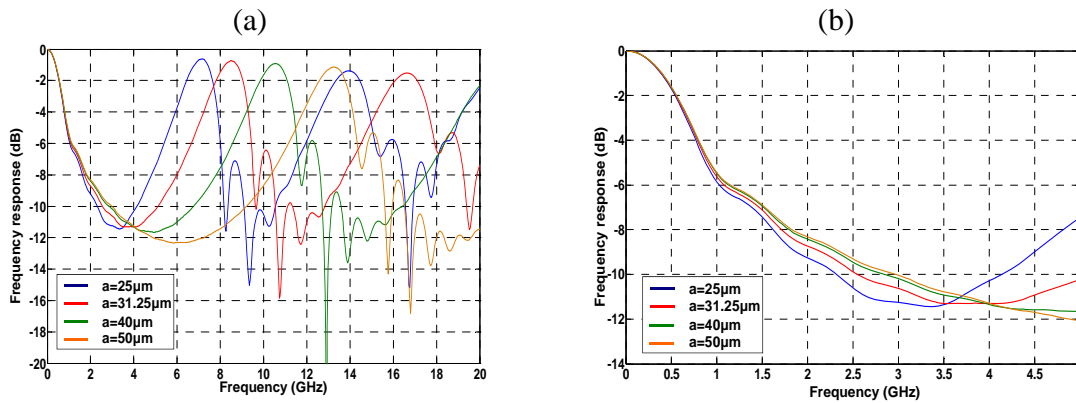 (a)
(b)
Frequency response (dB)
0
-2
-4
-6
-8
-10
-12
-14
-16
-18
-20
a=25µm
a=31.25µm
a=40µm
a=50µm
0 2 4 6 8 10 12 14 16 18 20
Frequency (GHz)
Frequency response (dB)
0
-2
-4
-6
-8
-10
-12
-14
a=25µm
a=31.25µm
a=40µm
a=50µm
0 0.5 1 1.5 2 2.5 3 3.5 4 4.5
Frequency (GHz)